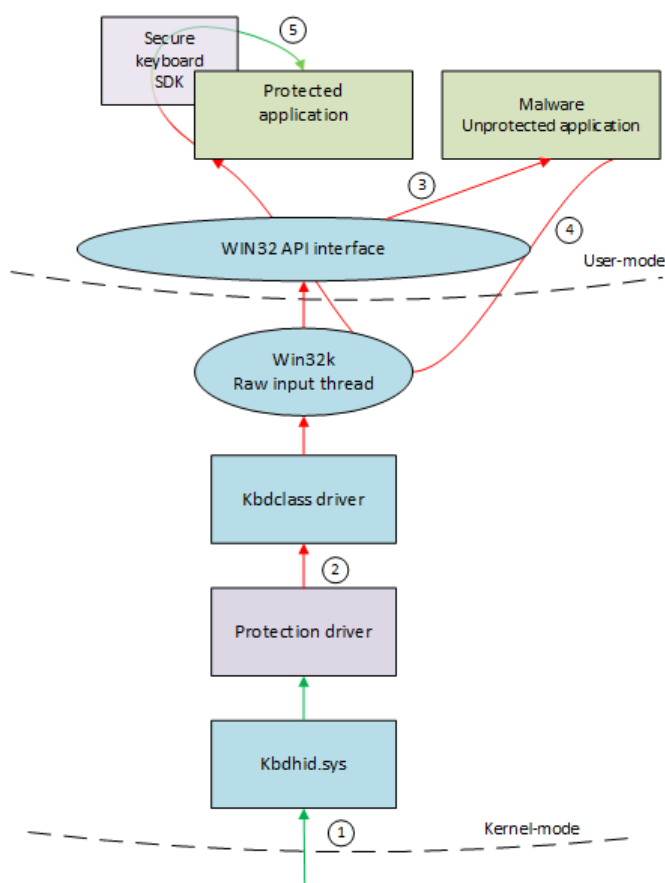 5
Secure
keyboard
SDK
Protected
application
Malware
Unprotected application
3
4
WIN32 API interface
User-mode
Win32k
Raw input thread
Kbdclass driver
2
Protection driver
Kbdhid.sys
1
Kernel-mode